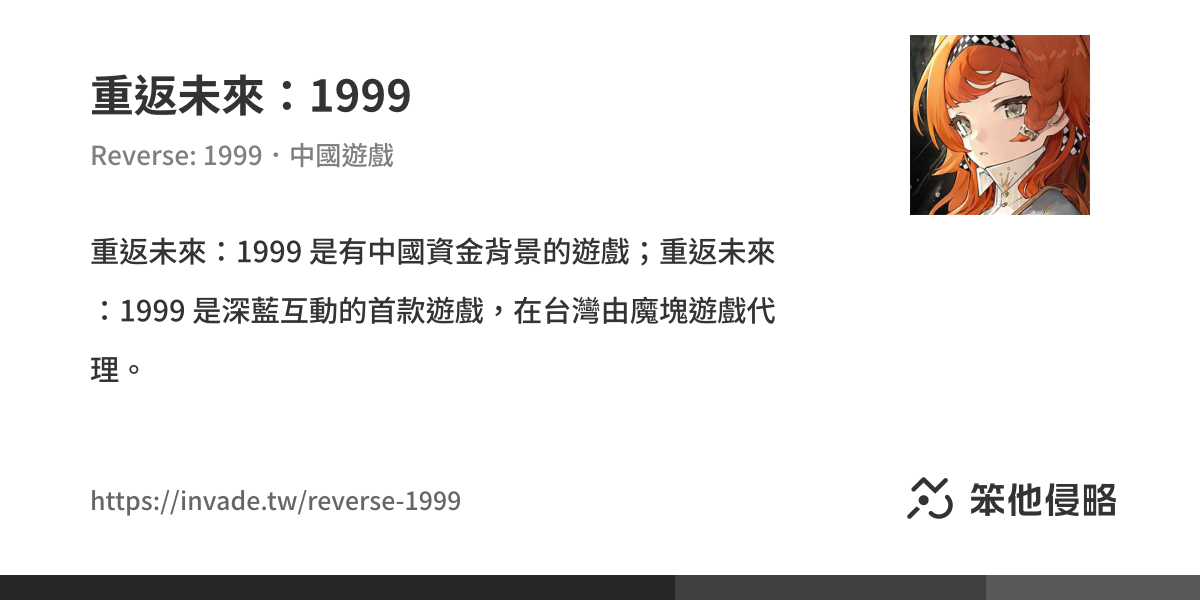 重返未來：1999
Reverse: 1999・中國遊戲
重返未來：1999 是有中國資金背景的遊戲；重返未來
：1999 是深藍互動的首款遊戲，在台灣由魔塊遊戲代
理。
https://invade.tw/reverse-1999
笨他侵略